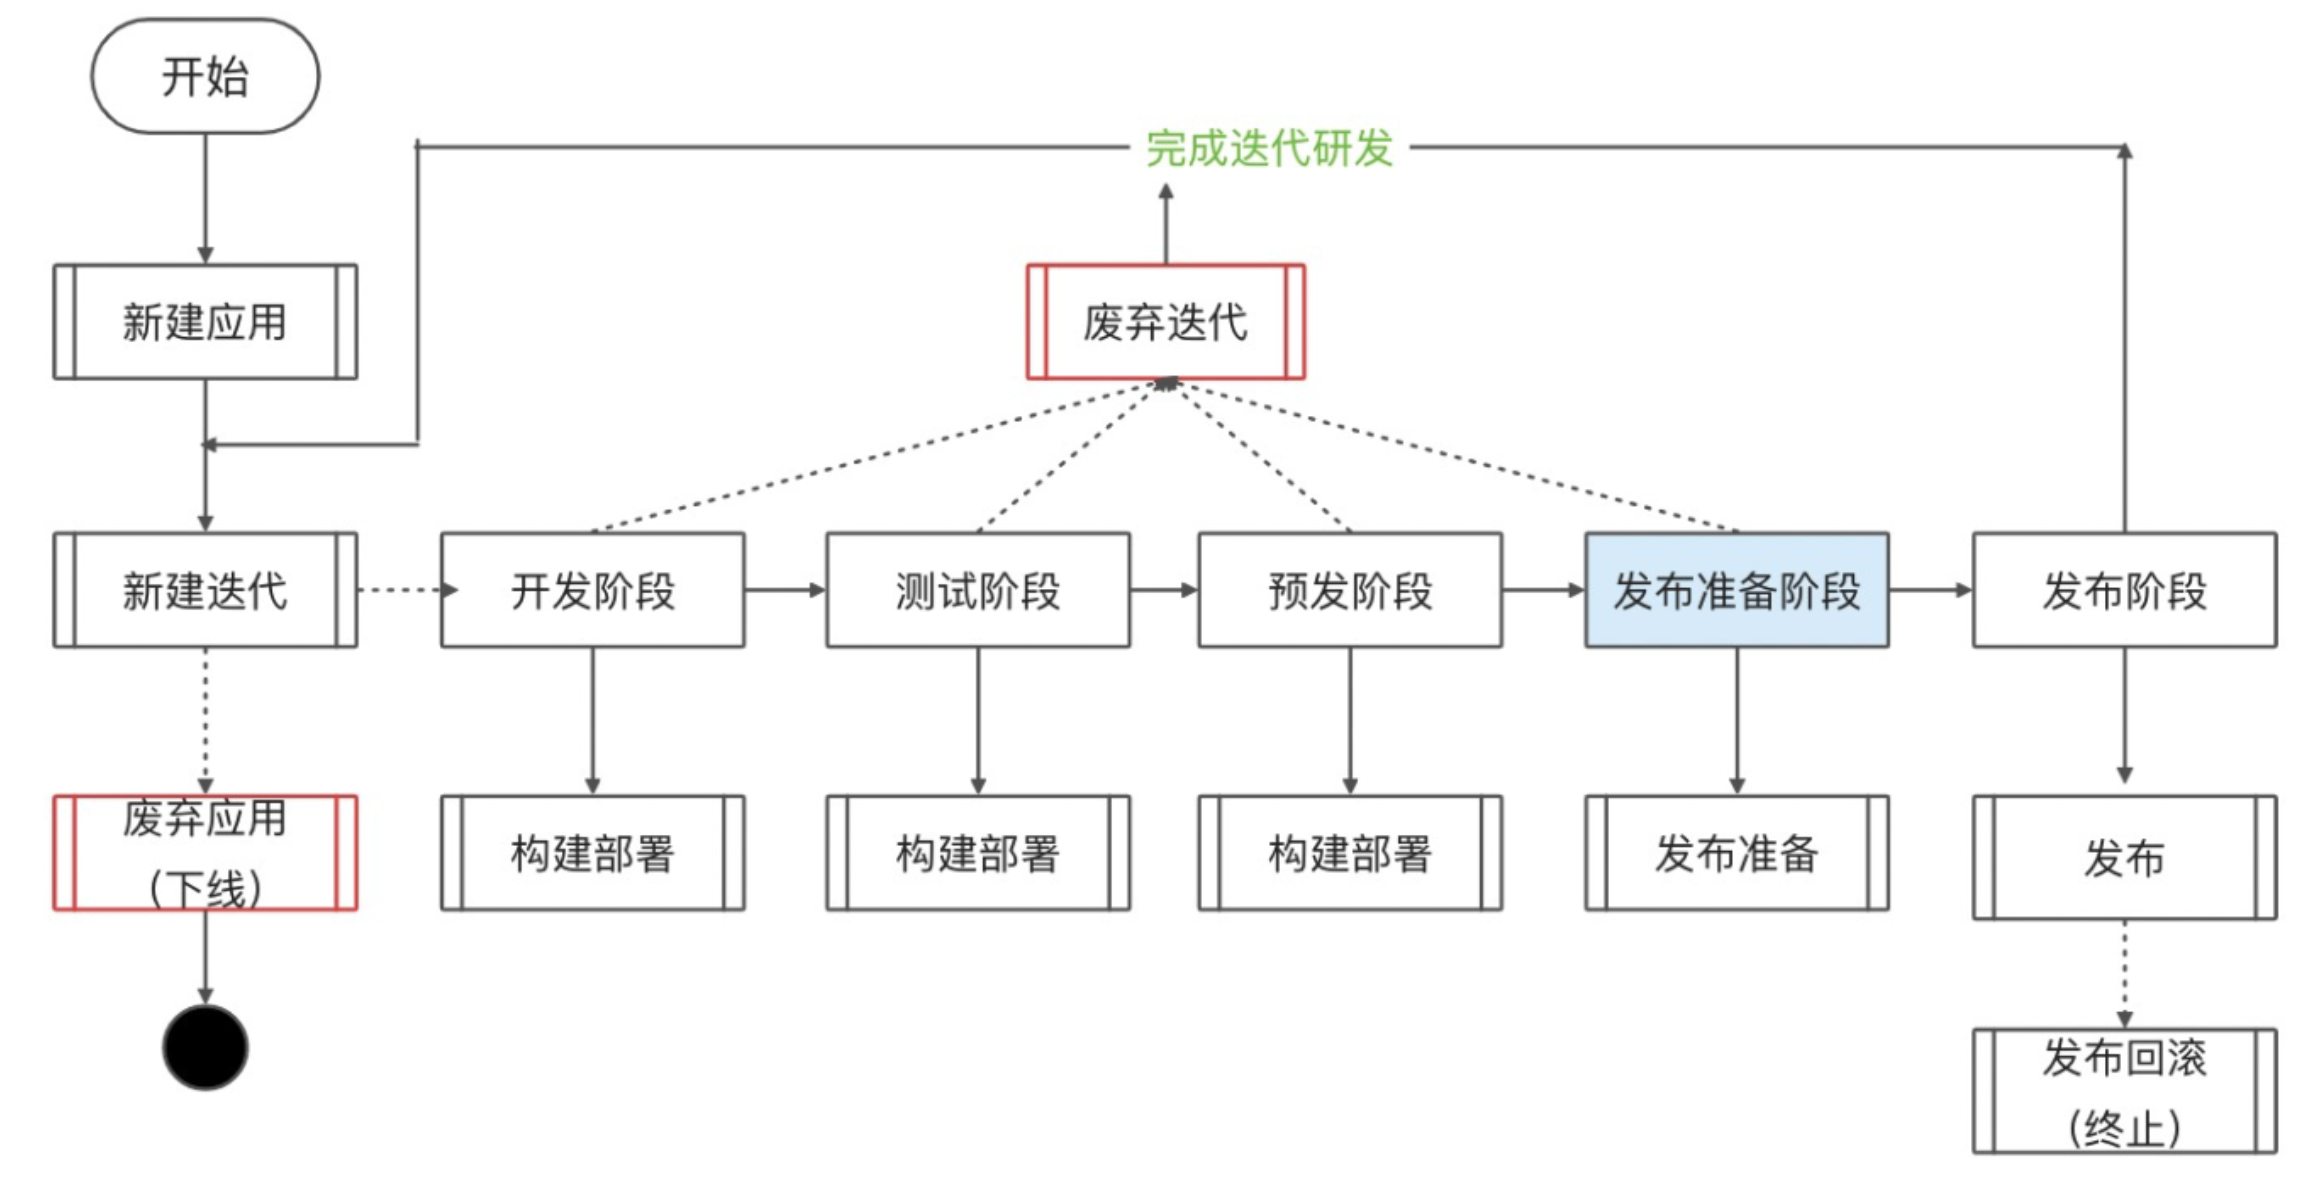 开始
完成迭代研发
新建应用
废弃迭代
新建迭代
开发阶段
测试阶段
预发阶段
发布准备阶段
发布阶段
废弃应用
(下线)
构建部署
构建部署
构建部署
发布准备
发布
发布回滚
(终止)